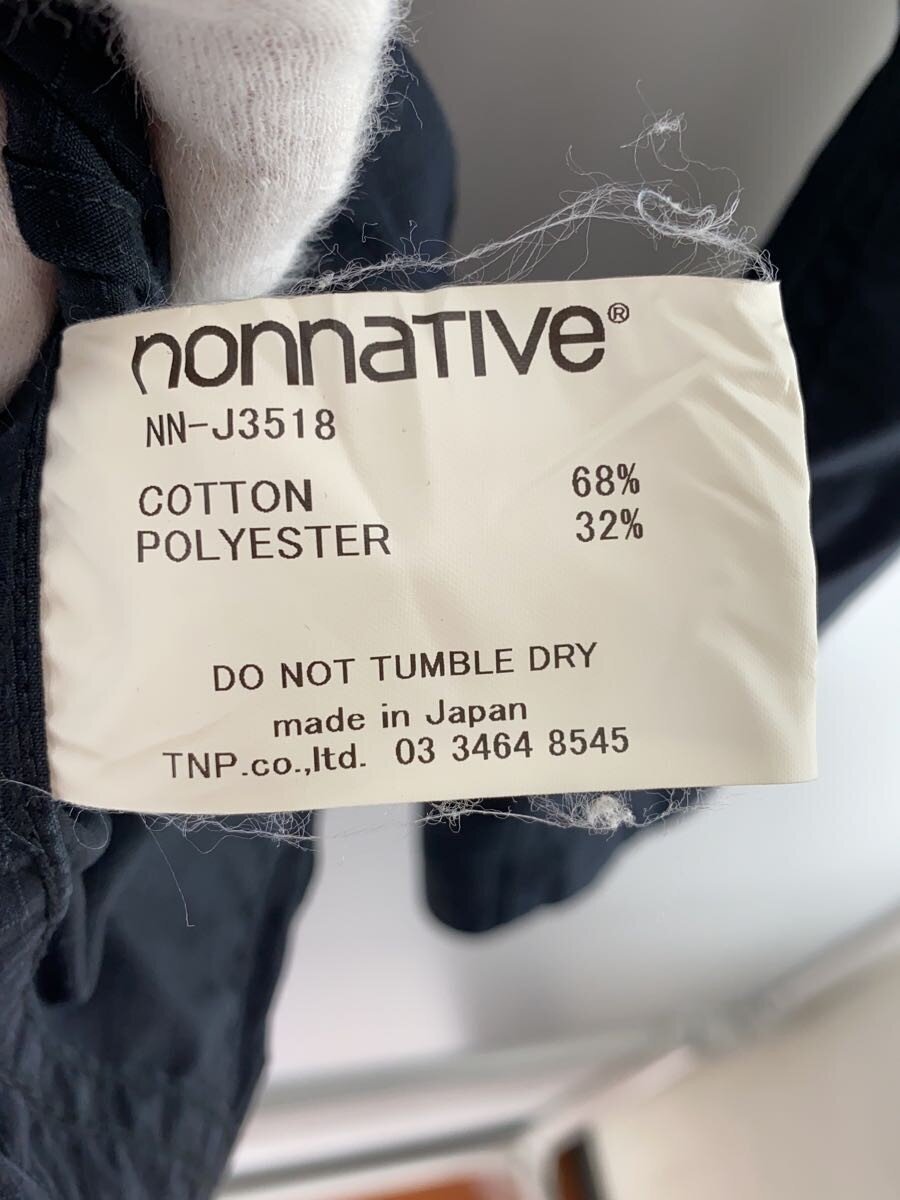 nonnative®
NN-J3518
COTTON 68%
POLYESTER 32%
DO NOT TUMBLE DRY
made in Japan
TNP.co.,ltd. 03 3464 8545